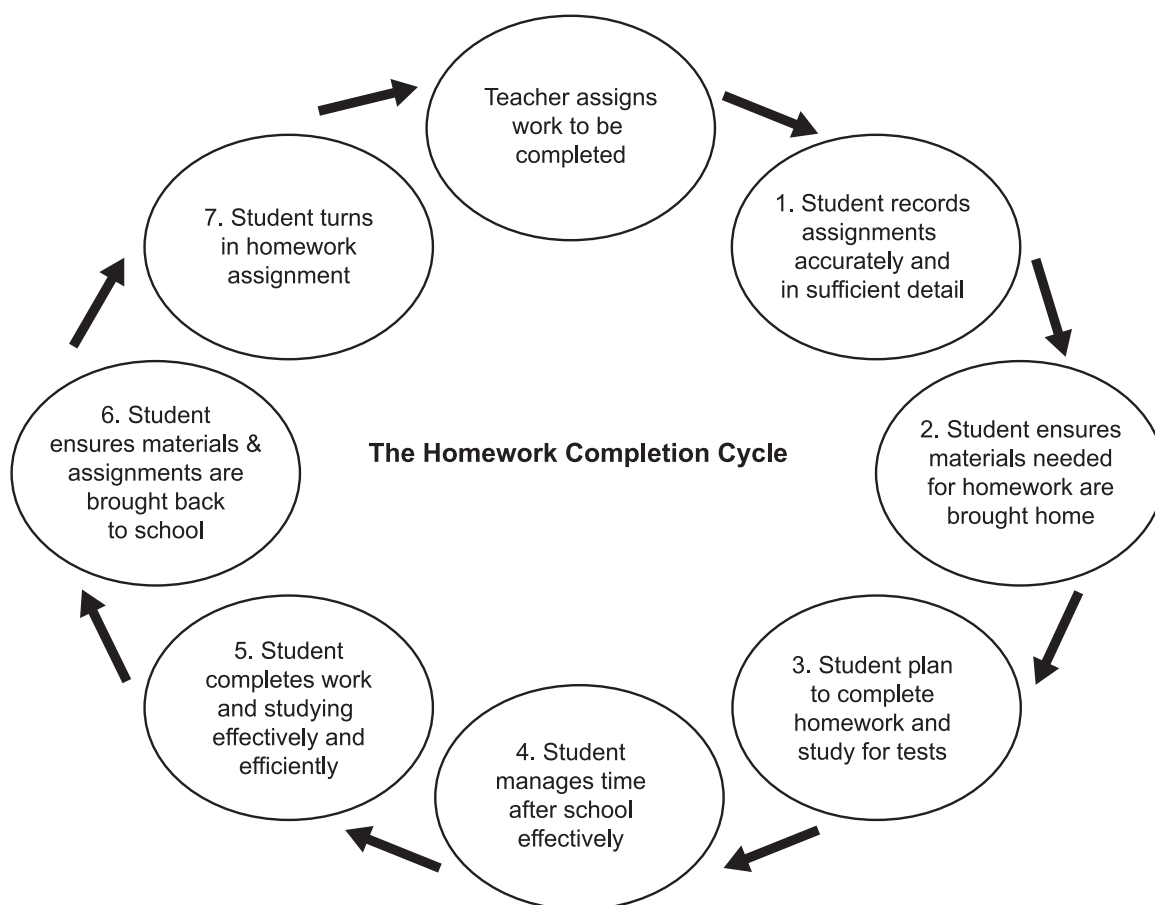 Teacher assigns
work to be
completed
1. Student records
assignments
accurately and
in sufficient detail
2. Student ensures
materials needed
for homework are
brought home
3. Student plan
to complete
homework and
study for tests
4. Student
manages time
after school
effectively
5. Student
completes work
and studying
effectively and
efficiently
6. Student
ensures materials &
assignments are
brought back
to school
7. Student turns
in homework
assignment
The Homework Completion Cycle